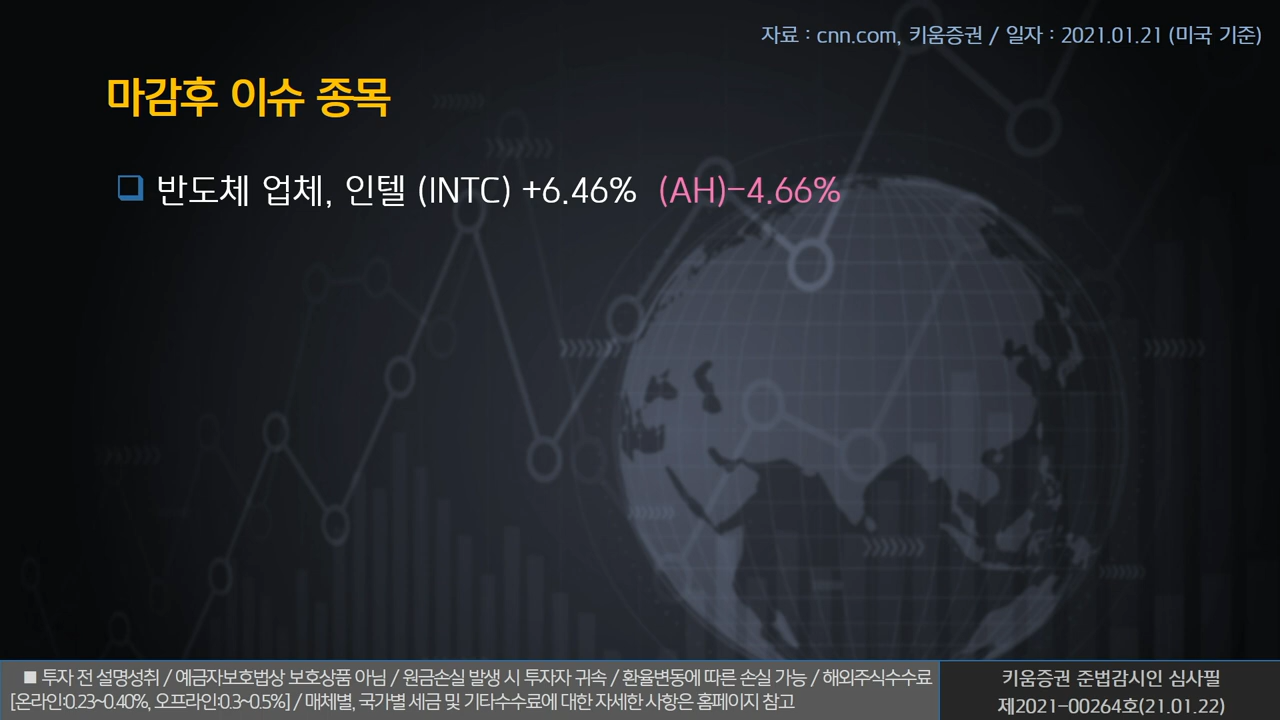 자료 : cnn.com, 키움증권 / 일자 : 2021.01.21 (미국 기준)
마감후 이슈 종목
❑ 반도체 업체, 인텔 (INTC) +6.46% (AH)-4.66%
■ 투자 전 설명성취 / 예금자보호법상 보호상품 아님 / 원금손실 발생 시 투자자 귀속 / 환율변동에 따른 손실 가능 / 해외주식수수료
[온라인:0.23~0.40%, 오프라인:0.3~0.5%] / 매체별, 국가별 세금 및 기타수수료에 대한 자세한 사항은 홈페이지 참고
키움증권 준법감시인 심사필
제2021-00264호(21.01.22)